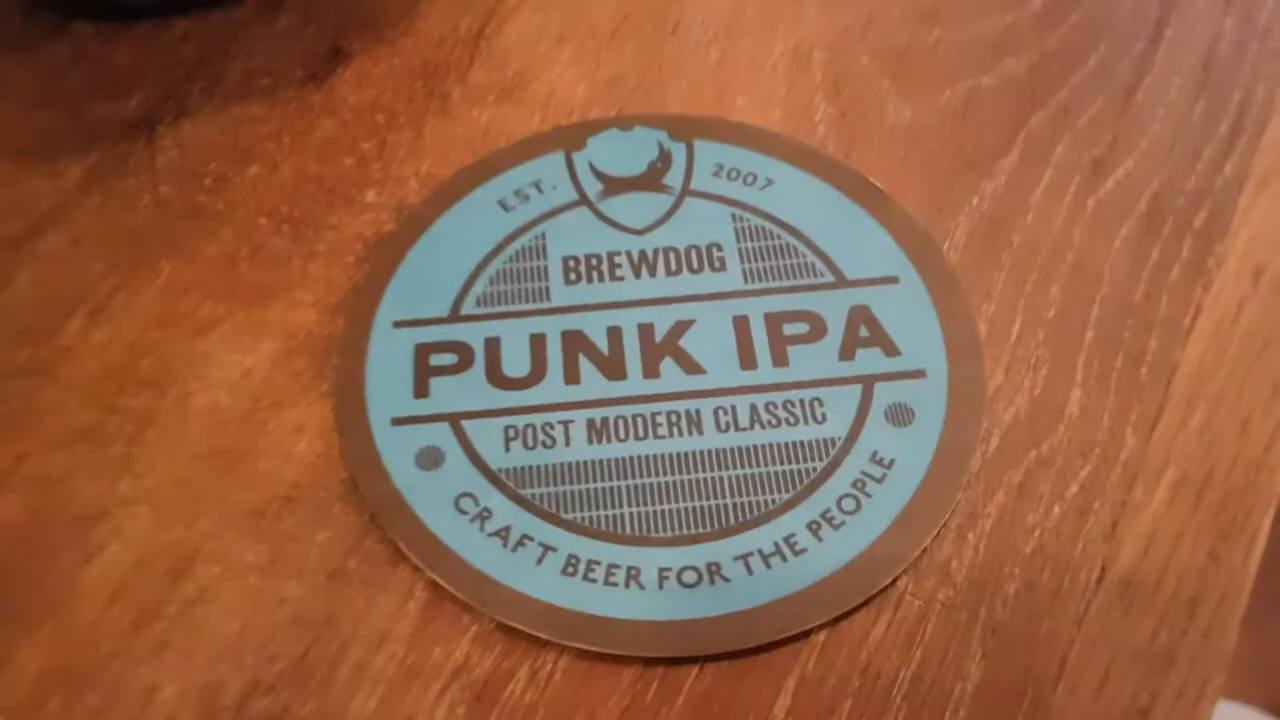 EST. 2007
BREWDOG
PUNK IPA
POST MODERN CLASSIC
CRAFT BEER FOR THE PEOPLE